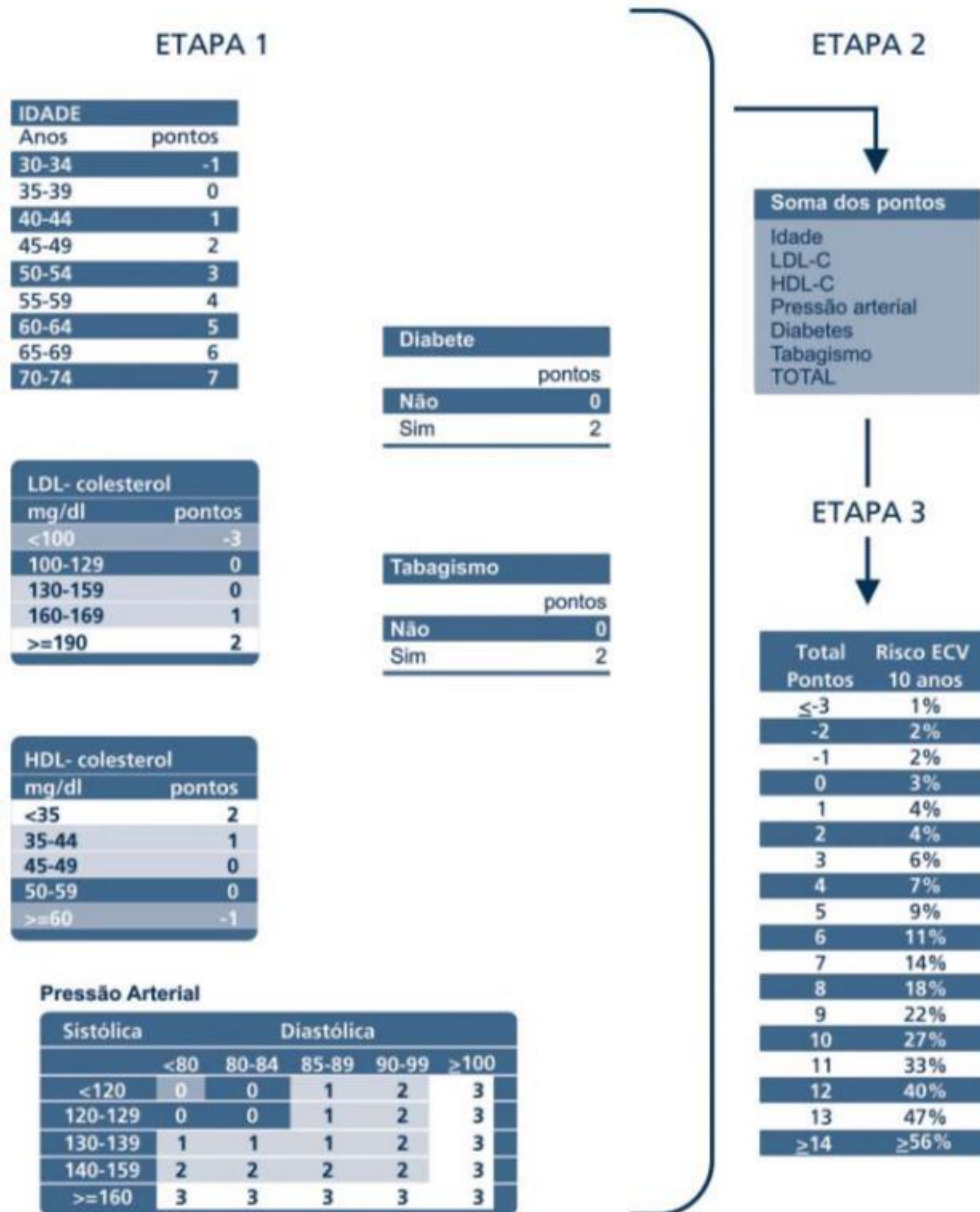 ETAPA 1
IDADE
Anos pontos
30-34 -1
35-39 0
40-44 1
45-49 2
50-54 3
55-59 4
60-64 5
65-69 6
70-74 7
LDL- colesterol
mg/dl pontos
<100 -3
100-129 0
130-159 0
160-169 1
>=190 2
HDL- colesterol
mg/dl pontos
<35 2
35-44 1
45-49 0
50-59 0
>=60 -1
Diabete
pontos
Não 0
Sim 2
Tabagismo
pontos
Não 0
Sim 2
Pressão Arterial
Sistólica Diastólica
<80 80-84 85-89 90-99 ≥100
<120 0 0 1 2 3
120-129 0 0 1 2 3
130-139 1 1 1 2 3
140-159 2 2 2 2 3
>=160 3 3 3 3 3
ETAPA 2
Soma dos pontos
Idade
LDL-C
HDL-C
Pressão arterial
Diabetes
Tabagismo
TOTAL
ETAPA 3
Total Risco ECV
Pontos 10 anos
≤-3 1%
-2 2%
-1 2%
0 3%
1 4%
2 4%
3 6%
4 7%
5 9%
6 11%
7 14%
8 18%
9 22%
10 27%
11 33%
12 40%
13 47%
≥14 ≥56%